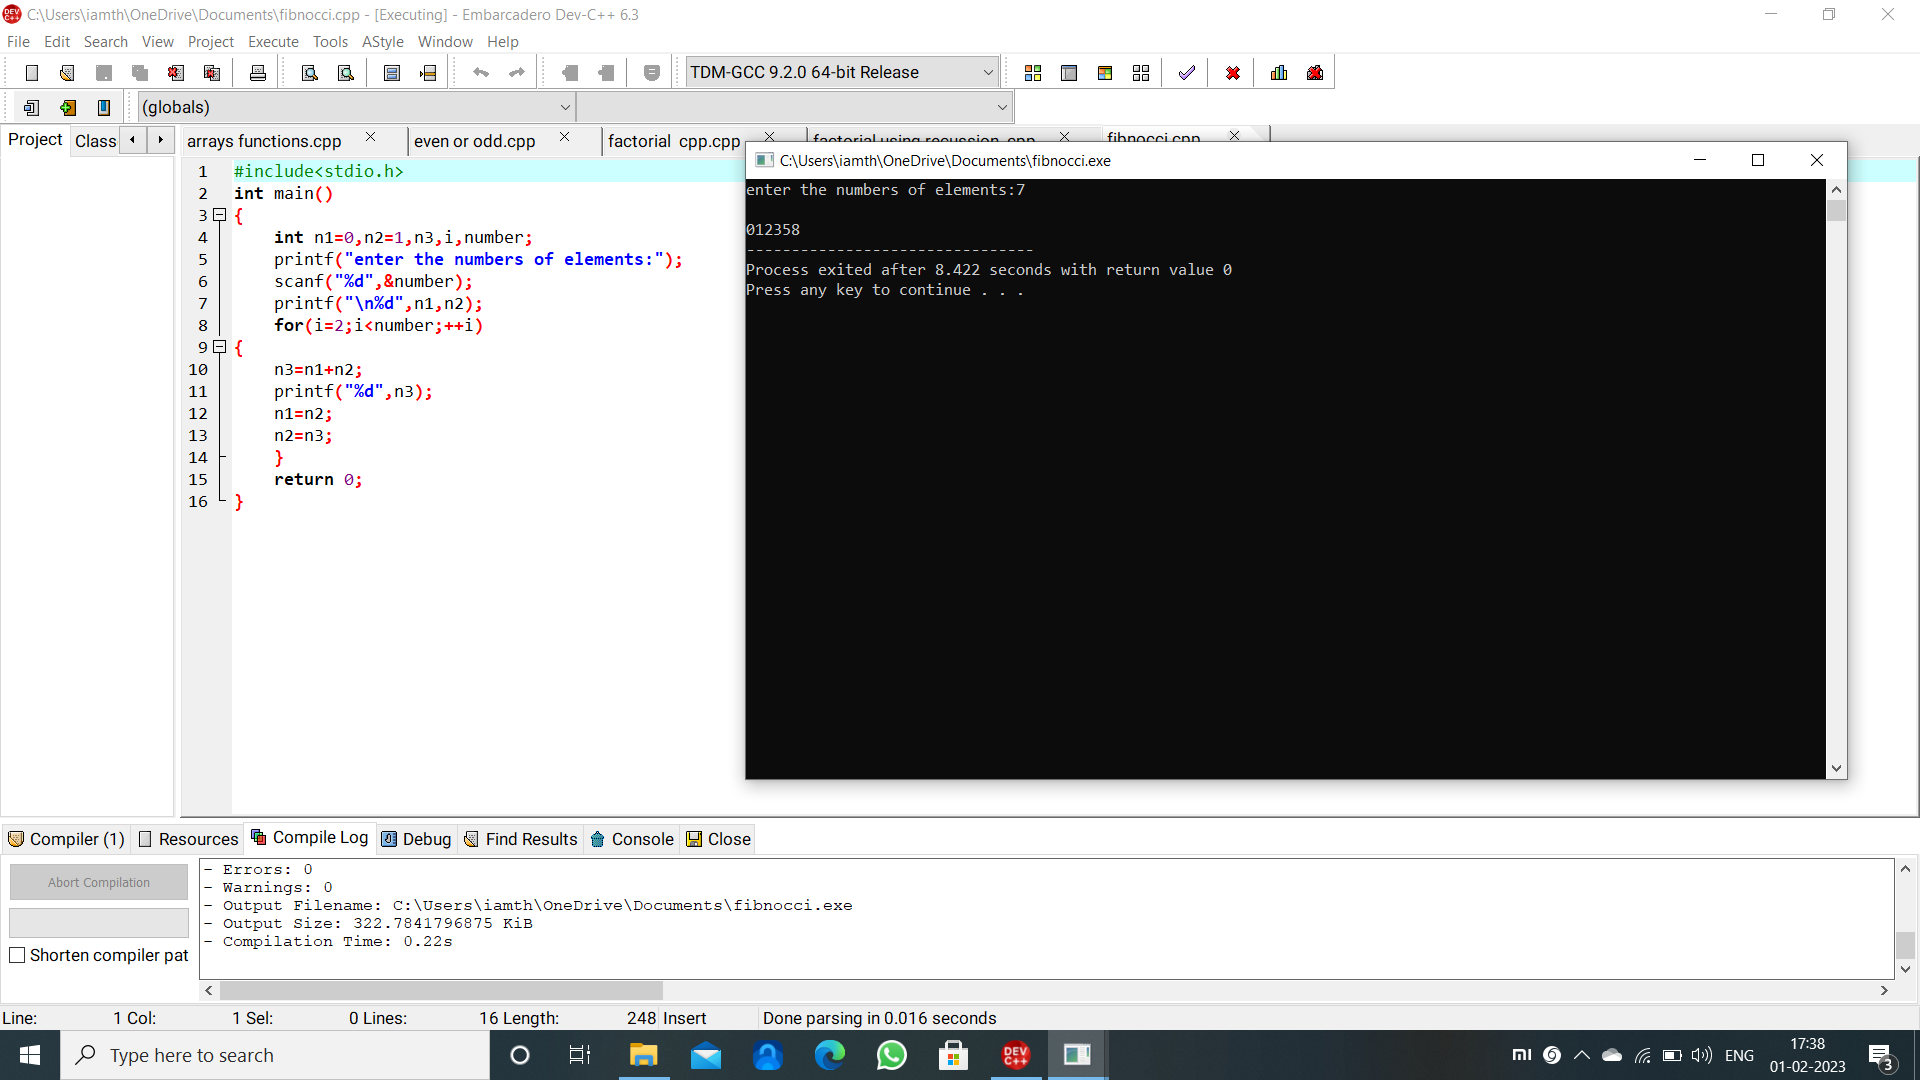 C:\Users\iamth\OneDrive\Documents\fibnocci.cpp - [Executing] - Embarcadero Dev-C++ 6.3
File Edit Search View Project Execute Tools AStyle Window Help
TDM-GCC 9.2.0 64-bit Release
(globals)
Project Class
arrays functions.cpp even or odd.cpp factorial cpp.cpp factorial using recussion cpp fibnocci.cpp
1 #include<stdio.h>
2 int main()
3 {
4 int n1=0,n2=1,n3,i,number;
5 printf("enter the numbers of elements:");
6 scanf("%d",&number);
7 printf("\n%d",n1,n2);
8 for(i=2;i<number;++i)
9 {
10 n3=n1+n2;
11 printf("%d",n3);
12 n1=n2;
13 n2=n3;
14 }
15 return 0;
16 }
C:\Users\iamth\OneDrive\Documents\fibnocci.exe
enter the numbers of elements:7
012358
--------------------------------
Process exited after 8.422 seconds with return value 0
Press any key to continue . . .
Compiler (1) Resources Compile Log Debug Find Results Console Close
Abort Compilation
Shorten compiler pat
- Errors: 0
- Warnings: 0
- Output Filename: C:\Users\iamth\OneDrive\Documents\fibnocci.exe
- Output Size: 322.7841796875 KiB
- Compilation Time: 0.22s
Line: 1 Col: 1 Sel: 0 Lines: 16 Length: 248 Insert Done parsing in 0.016 seconds
Type here to search
DEV C++
mi
ENG
17:38
01-02-2023
3